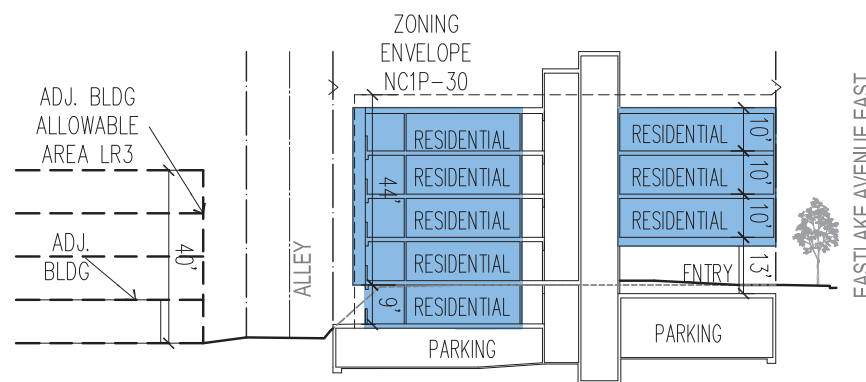 ZONING
ENVELOPE
NC1P-30
ADJ. BLDG
ALLOWABLE
AREA LR3
40'
ADJ.
BLDG
ALLEY
RESIDENTIAL
RESIDENTIAL
RESIDENTIAL
RESIDENTIAL
RESIDENTIAL
44'
9'
PARKING
RESIDENTIAL
RESIDENTIAL
RESIDENTIAL
10'
10'
10'
13'
ENTRY
PARKING
EASTLAKE AVENUE EAST